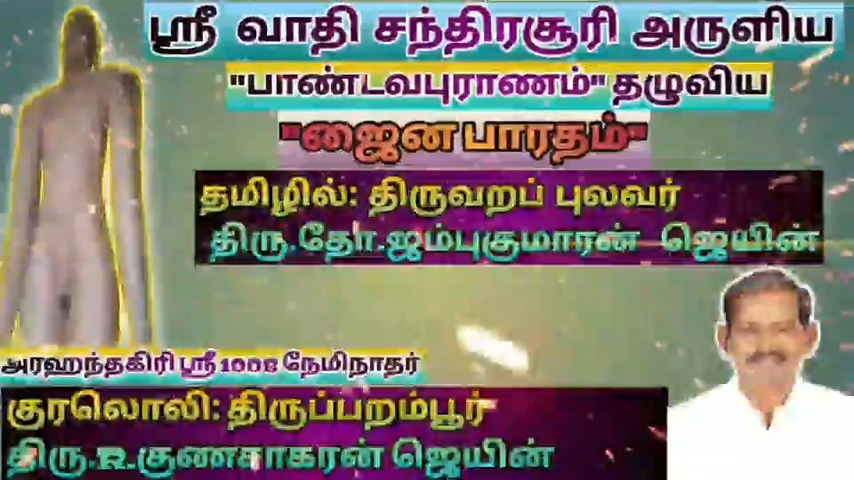 ஸ்ரீ வாதி சந்திரசூரி அருளிய
"பாண்டவபுராணம்" தழுவிய
"ஜைன பாரதம்"
தமிழில்: திருவறப் புலவர்
திரு.தோ.ஜம்புகுமாரன் ஜெயின்
அரஹந்தகிரி ஸ்ரீ 1008 நேமிநாதர்
குரலொலி: திருப்பறம்பூர்
திரு.ஐ.குணசாகரன் ஜெயின்